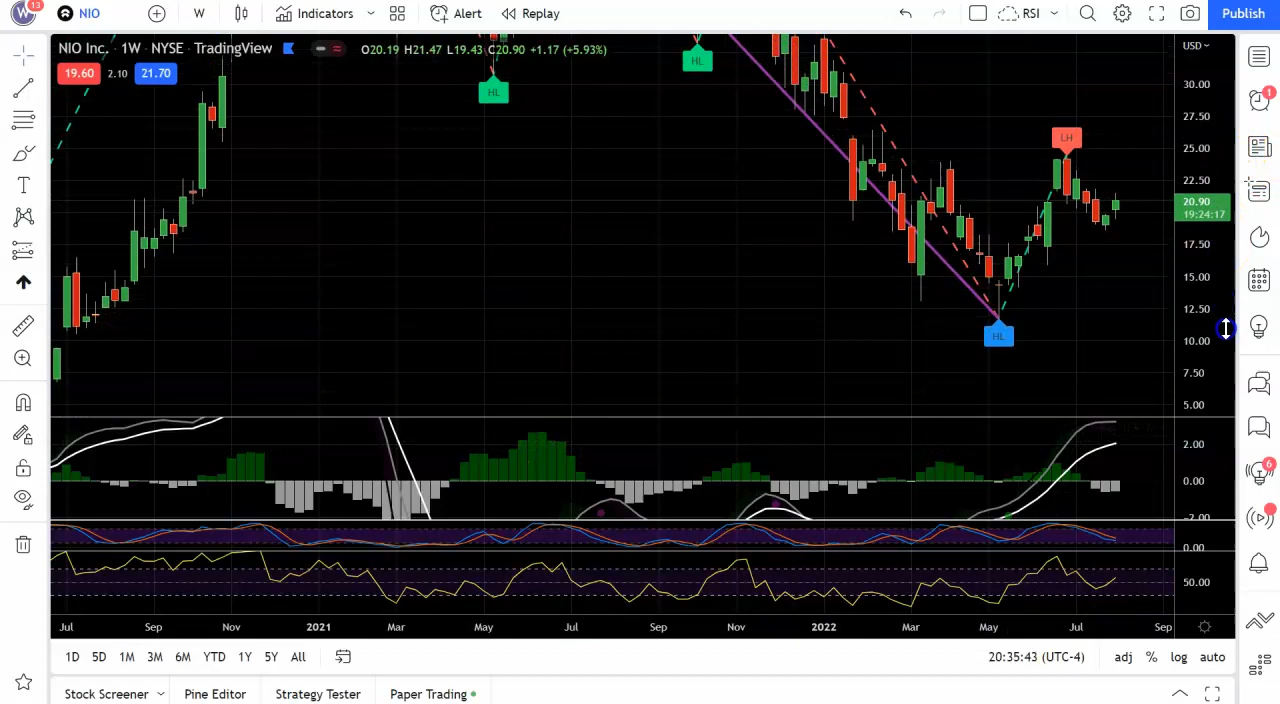 W 13 NIO W Indicators Alert Replay RSI Publish
NIO Inc. · 1W · NYSE · TradingView O20.19 H21.47 L19.43 C20.90 +1.17 (+5.93%) USD
19.60 2.10 21.70
HL
HL
30.00
27.50
LH
25.00
22.50
20.90
19:24:17
17.50
15.00
12.50
HL
10.00
7.50
5.00
2.00
0.00
-2.00
0.00
50.00
1
6
Jul Sep Nov 2021 Mar May Jul Sep Nov 2022 Mar May Jul Sep
1D 5D 1M 3M 6M YTD 1Y 5Y All 20:35:43 (UTC-4) adj % log auto
Stock Screener Pine Editor Strategy Tester Paper Trading